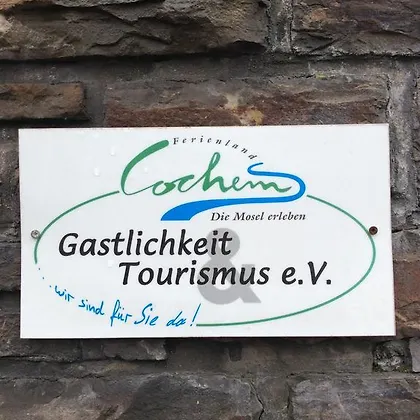 Ferienland
Cochem
Die Mosel erleben
Gastlichkeit
&
Tourismus e.V.
...wir sind für Sie da!